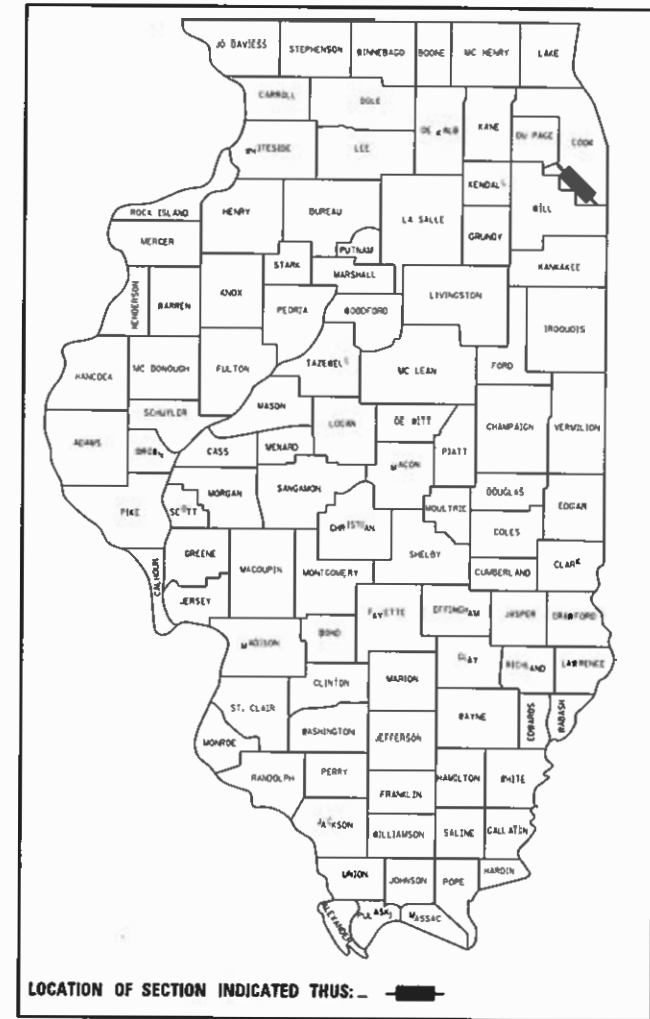 JO DAVIESS STEPHENSON WINNEBAGO BOONE MC HENRY LAKE
CARROLL OGLE DE KALB KANE DU PAGE COOK
WHITESIDE LEE KENDALL WILL
ROCK ISLAND HENRY BUREAU LA SALLE GRUNDY
MERCER PUTNAM KANKAKEE
STARK MARSHALL
HENDERSON WARREN KNOX PEORIA WOODFORD LIVINGSTON IROQUOIS
HANCOCK MC DONOUGH FULTON TAZEWELL MC LEAN FORD
SCHUYLER MASON LOGAN DE WITT CHAMPAIGN VERMILION
ADAMS BROWN CASS MENARD MACON PIATT
PIKE SCOTT MORGAN SANGAMON MOULTRIE DOUGLAS EDGAR
CHRISTIAN COLES
CALHOUN GREENE MACOUPIN MONTGOMERY SHELBY CUMBERLAND CLARK
JERSEY FAYETTE EFFINGHAM JASPER CRAWFORD
MADISON BOND CLAY RICHLAND LAWRENCE
CLINTON MARION
ST. CLAIR WAYNE EDWARDS WABASH
MONROE WASHINGTON JEFFERSON
RANDOLPH PERRY HAMILTON WHITE
FRANKLIN
JACKSON WILLIAMSON SALINE GALLATIN
UNION JOHNSON POPE HARDIN
ALEXANDER PULASKI MASSAC
LOCATION OF SECTION INDICATED THUS: –